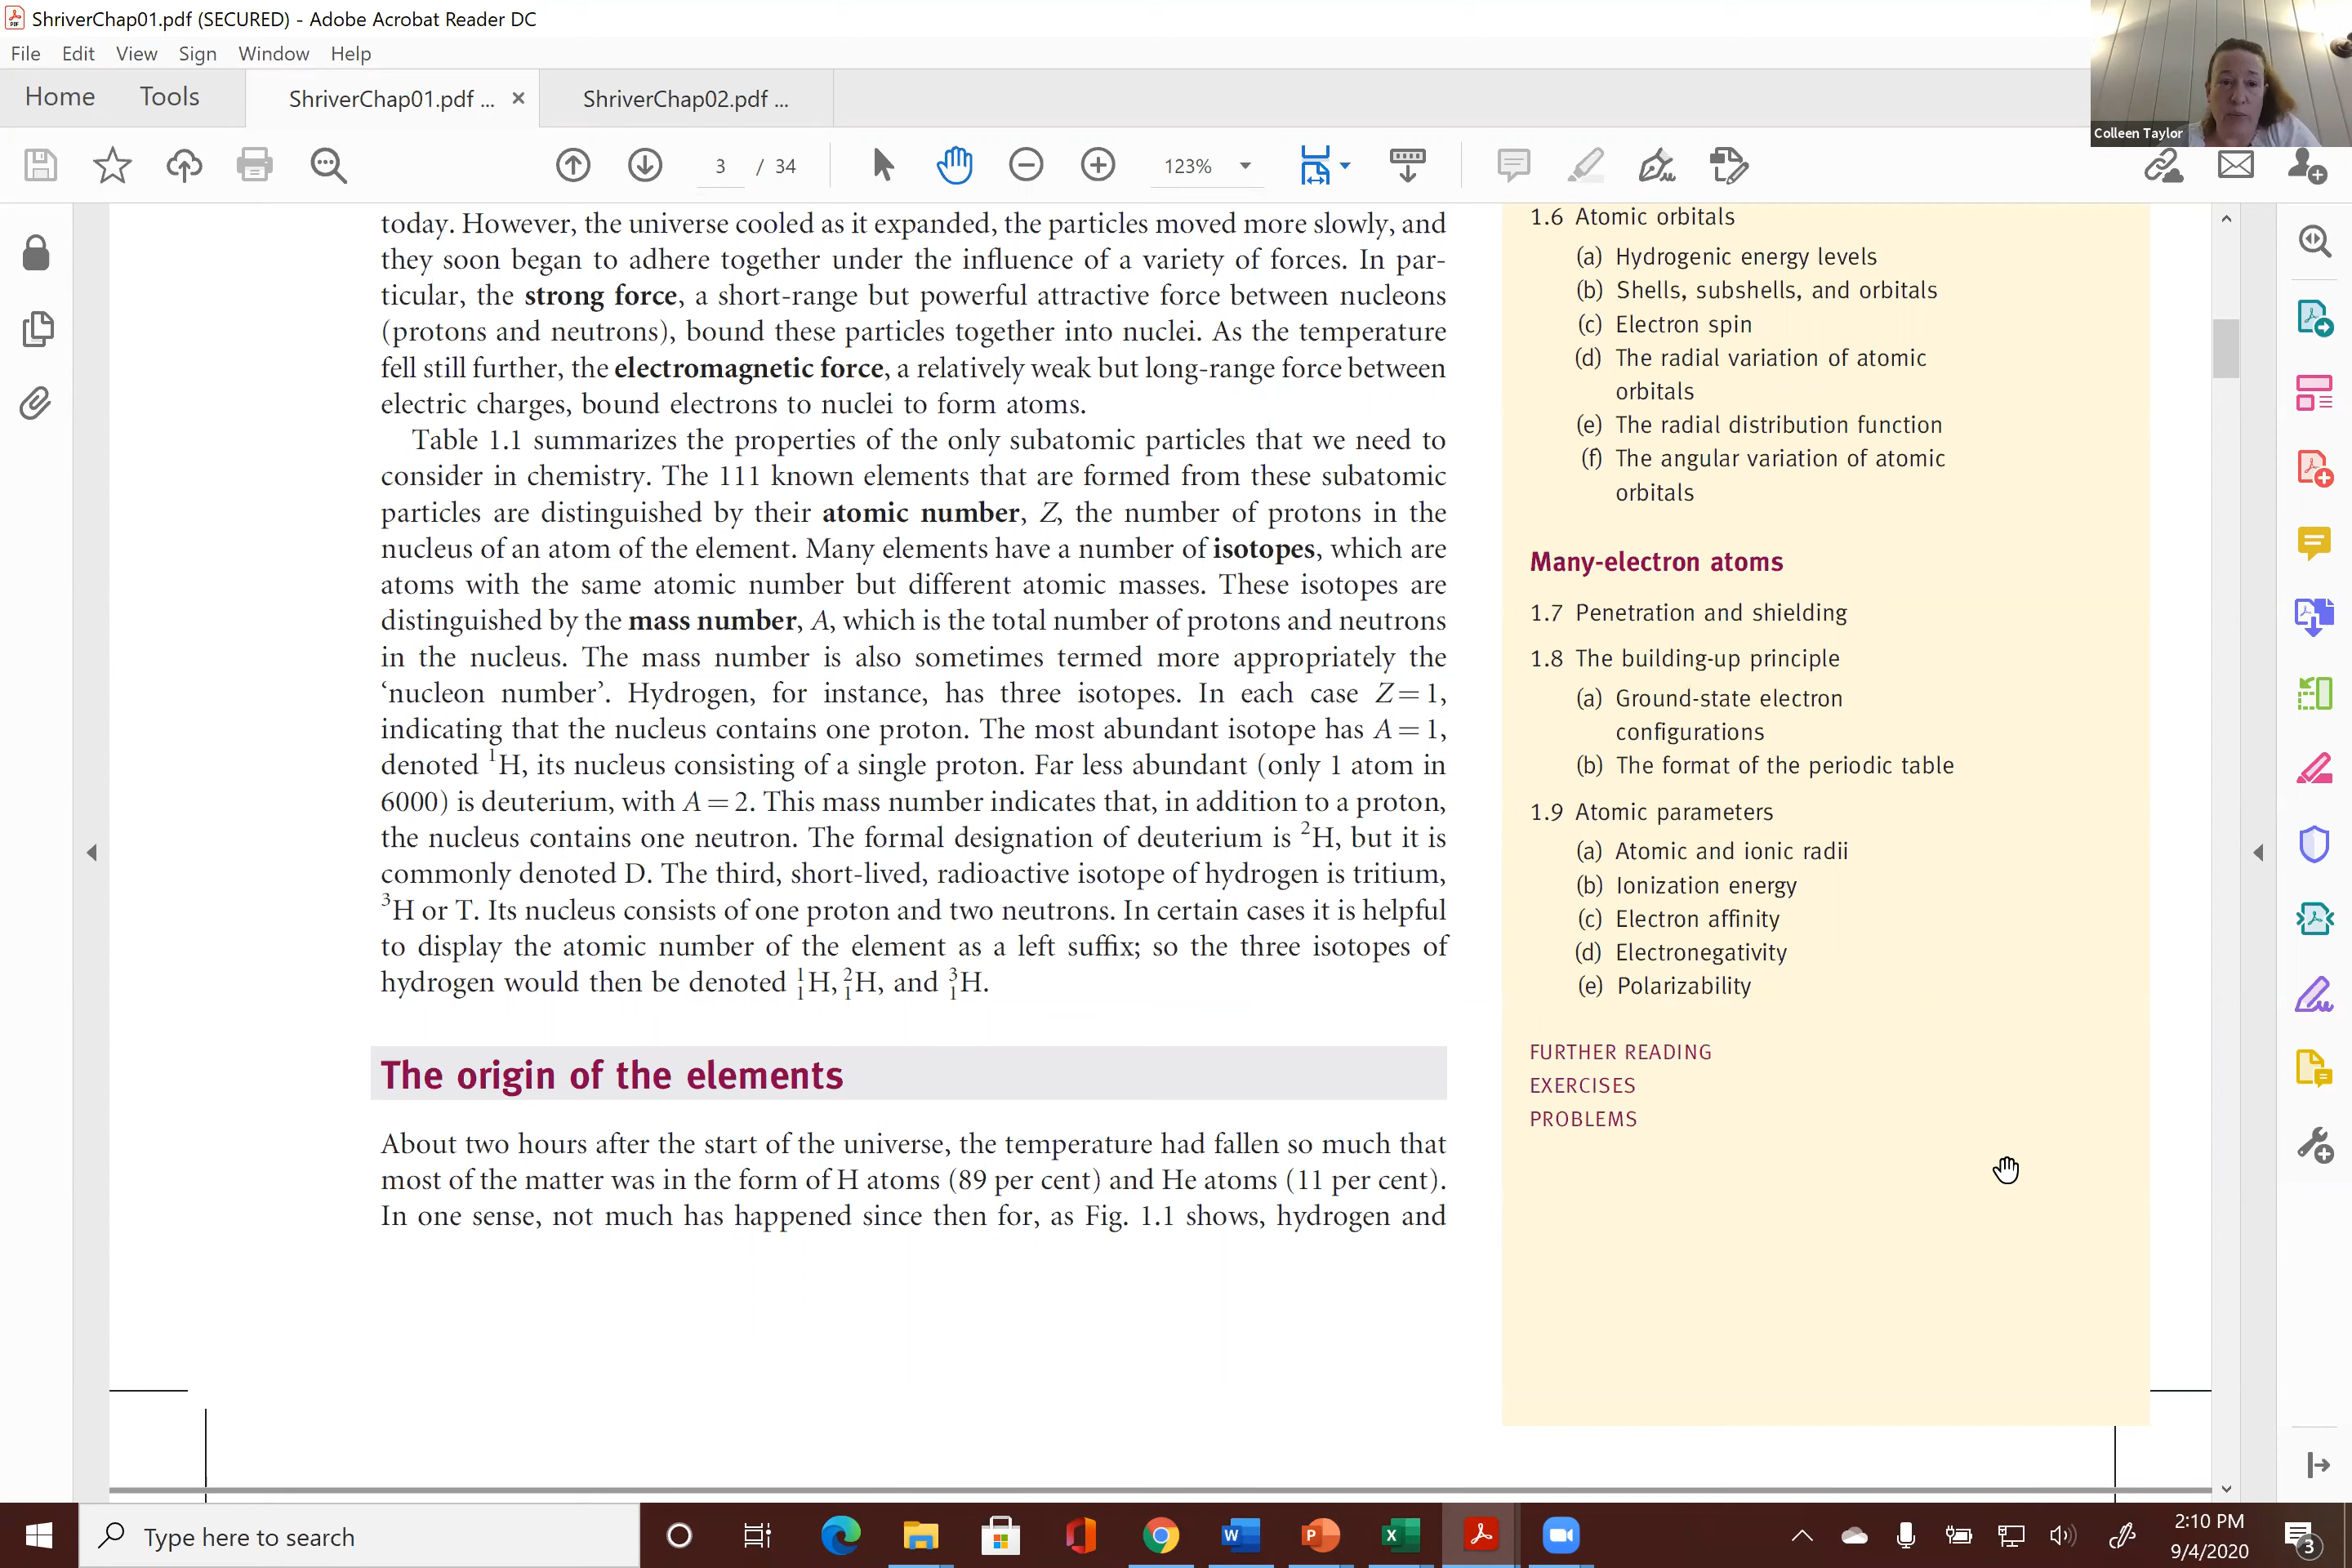 ShriverChap01.pdf (SECURED) - Adobe Acrobat Reader DC
File Edit View Sign Window Help
Home Tools ShriverChap01.pdf ... × ShriverChap02.pdf ...
Colleen Taylor
3 / 34 123%
today. However, the universe cooled as it expanded, the particles moved more slowly, and
they soon began to adhere together under the influence of a variety of forces. In par-
ticular, the strong force, a short-range but powerful attractive force between nucleons
(protons and neutrons), bound these particles together into nuclei. As the temperature
fell still further, the electromagnetic force, a relatively weak but long-range force between
electric charges, bound electrons to nuclei to form atoms.
Table 1.1 summarizes the properties of the only subatomic particles that we need to
consider in chemistry. The 111 known elements that are formed from these subatomic
particles are distinguished by their atomic number, Z, the number of protons in the
nucleus of an atom of the element. Many elements have a number of isotopes, which are
atoms with the same atomic number but different atomic masses. These isotopes are
distinguished by the mass number, A, which is the total number of protons and neutrons
in the nucleus. The mass number is also sometimes termed more appropriately the
‘nucleon number’. Hydrogen, for instance, has three isotopes. In each case Z=1,
indicating that the nucleus contains one proton. The most abundant isotope has A=1,
denoted ¹H, its nucleus consisting of a single proton. Far less abundant (only 1 atom in
6000) is deuterium, with A=2. This mass number indicates that, in addition to a proton,
the nucleus contains one neutron. The formal designation of deuterium is ²H, but it is
commonly denoted D. The third, short-lived, radioactive isotope of hydrogen is tritium,
³H or T. Its nucleus consists of one proton and two neutrons. In certain cases it is helpful
to display the atomic number of the element as a left suffix; so the three isotopes of
hydrogen would then be denoted ¹₁H, ²₁H, and ³₁H.
The origin of the elements
About two hours after the start of the universe, the temperature had fallen so much that
most of the matter was in the form of H atoms (89 per cent) and He atoms (11 per cent).
In one sense, not much has happened since then for, as Fig. 1.1 shows, hydrogen and
1.6 Atomic orbitals
(a) Hydrogenic energy levels
(b) Shells, subshells, and orbitals
(c) Electron spin
(d) The radial variation of atomic
orbitals
(e) The radial distribution function
(f) The angular variation of atomic
orbitals
Many-electron atoms
1.7 Penetration and shielding
1.8 The building-up principle
(a) Ground-state electron
configurations
(b) The format of the periodic table
1.9 Atomic parameters
(a) Atomic and ionic radii
(b) Ionization energy
(c) Electron affinity
(d) Electronegativity
(e) Polarizability
FURTHER READING
EXERCISES
PROBLEMS
Type here to search
2:10 PM
9/4/2020
3